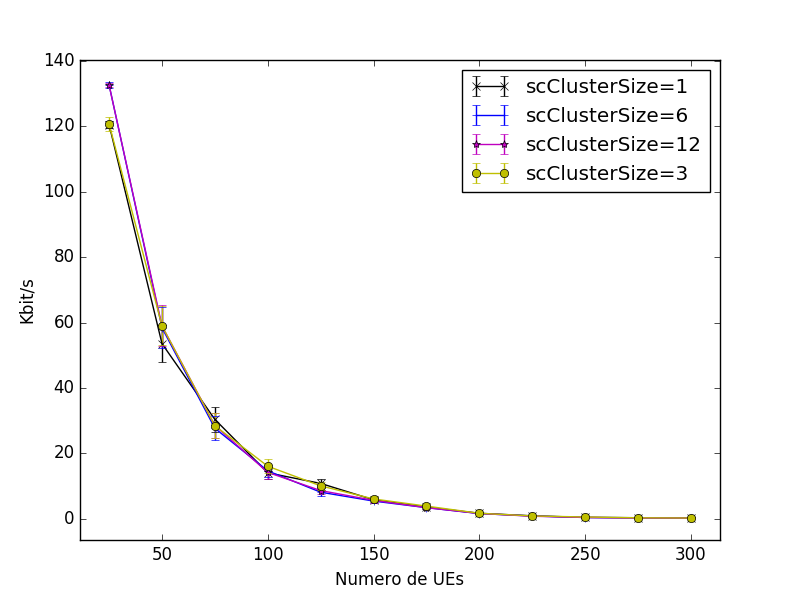 140
120
100
80
60
40
20
0
Kbit/s
scClusterSize=1
scClusterSize=6
scClusterSize=12
scClusterSize=3
50
100
150
200
250
300
Numero de UEs